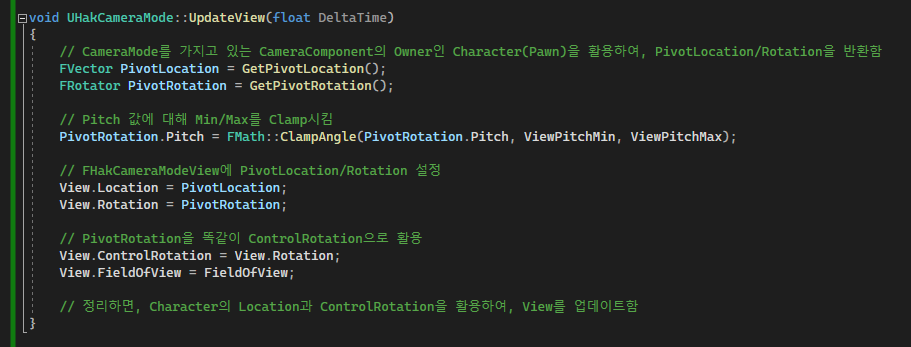 void UHakCameraMode::UpdateView(float DeltaTime)
{
// CameraMode를 가지고 있는 CameraComponent의 Owner인 Character(Pawn)을 활용하여, PivotLocation/Rotation을 반환함
FVector PivotLocation = GetPivotLocation();
FRotator PivotRotation = GetPivotRotation();
// Pitch 값에 대해 Min/Max를 Clamp시킴
PivotRotation.Pitch = FMath::ClampAngle(PivotRotation.Pitch, ViewPitchMin, ViewPitchMax);
// FHakCameraModeView에 PivotLocation/Rotation 설정
View.Location = PivotLocation;
View.Rotation = PivotRotation;
// PivotRotation을 똑같이 ControlRotation으로 활용
View.ControlRotation = View.Rotation;
View.FieldOfView = FieldOfView;
// 정리하면, Character의 Location과 ControlRotation을 활용하여, View를 업데이트함
}